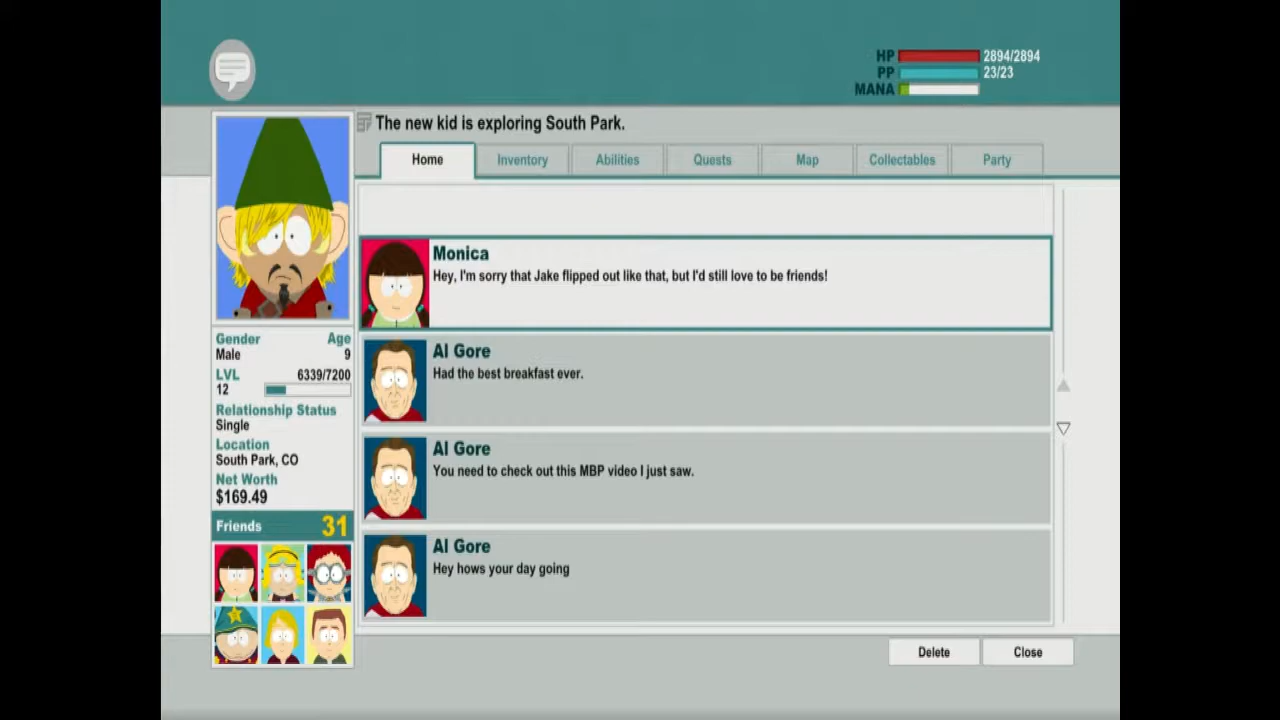 HP 2894/2894
PP 23/23
MANA
The new kid is exploring South Park.
Home Inventory Abilities Quests Map Collectables Party
Monica
Hey, I'm sorry that Jake flipped out like that, but I'd still love to be friends!
Al Gore
Had the best breakfast ever.
Al Gore
You need to check out this MBP video I just saw.
Al Gore
Hey hows your day going
Gender Age
Male 9
LVL 6339/7200
12
Relationship Status
Single
Location
South Park, CO
Net Worth
$169.49
Friends 31
Delete Close